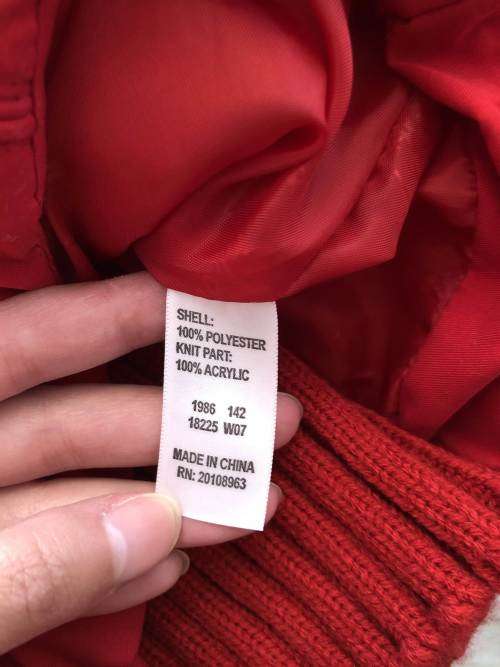 SHELL:
100% POLYESTER
KNIT PART:
100% ACRYLIC
1986 142
18225 W07
MADE IN CHINA
RN: 20108963